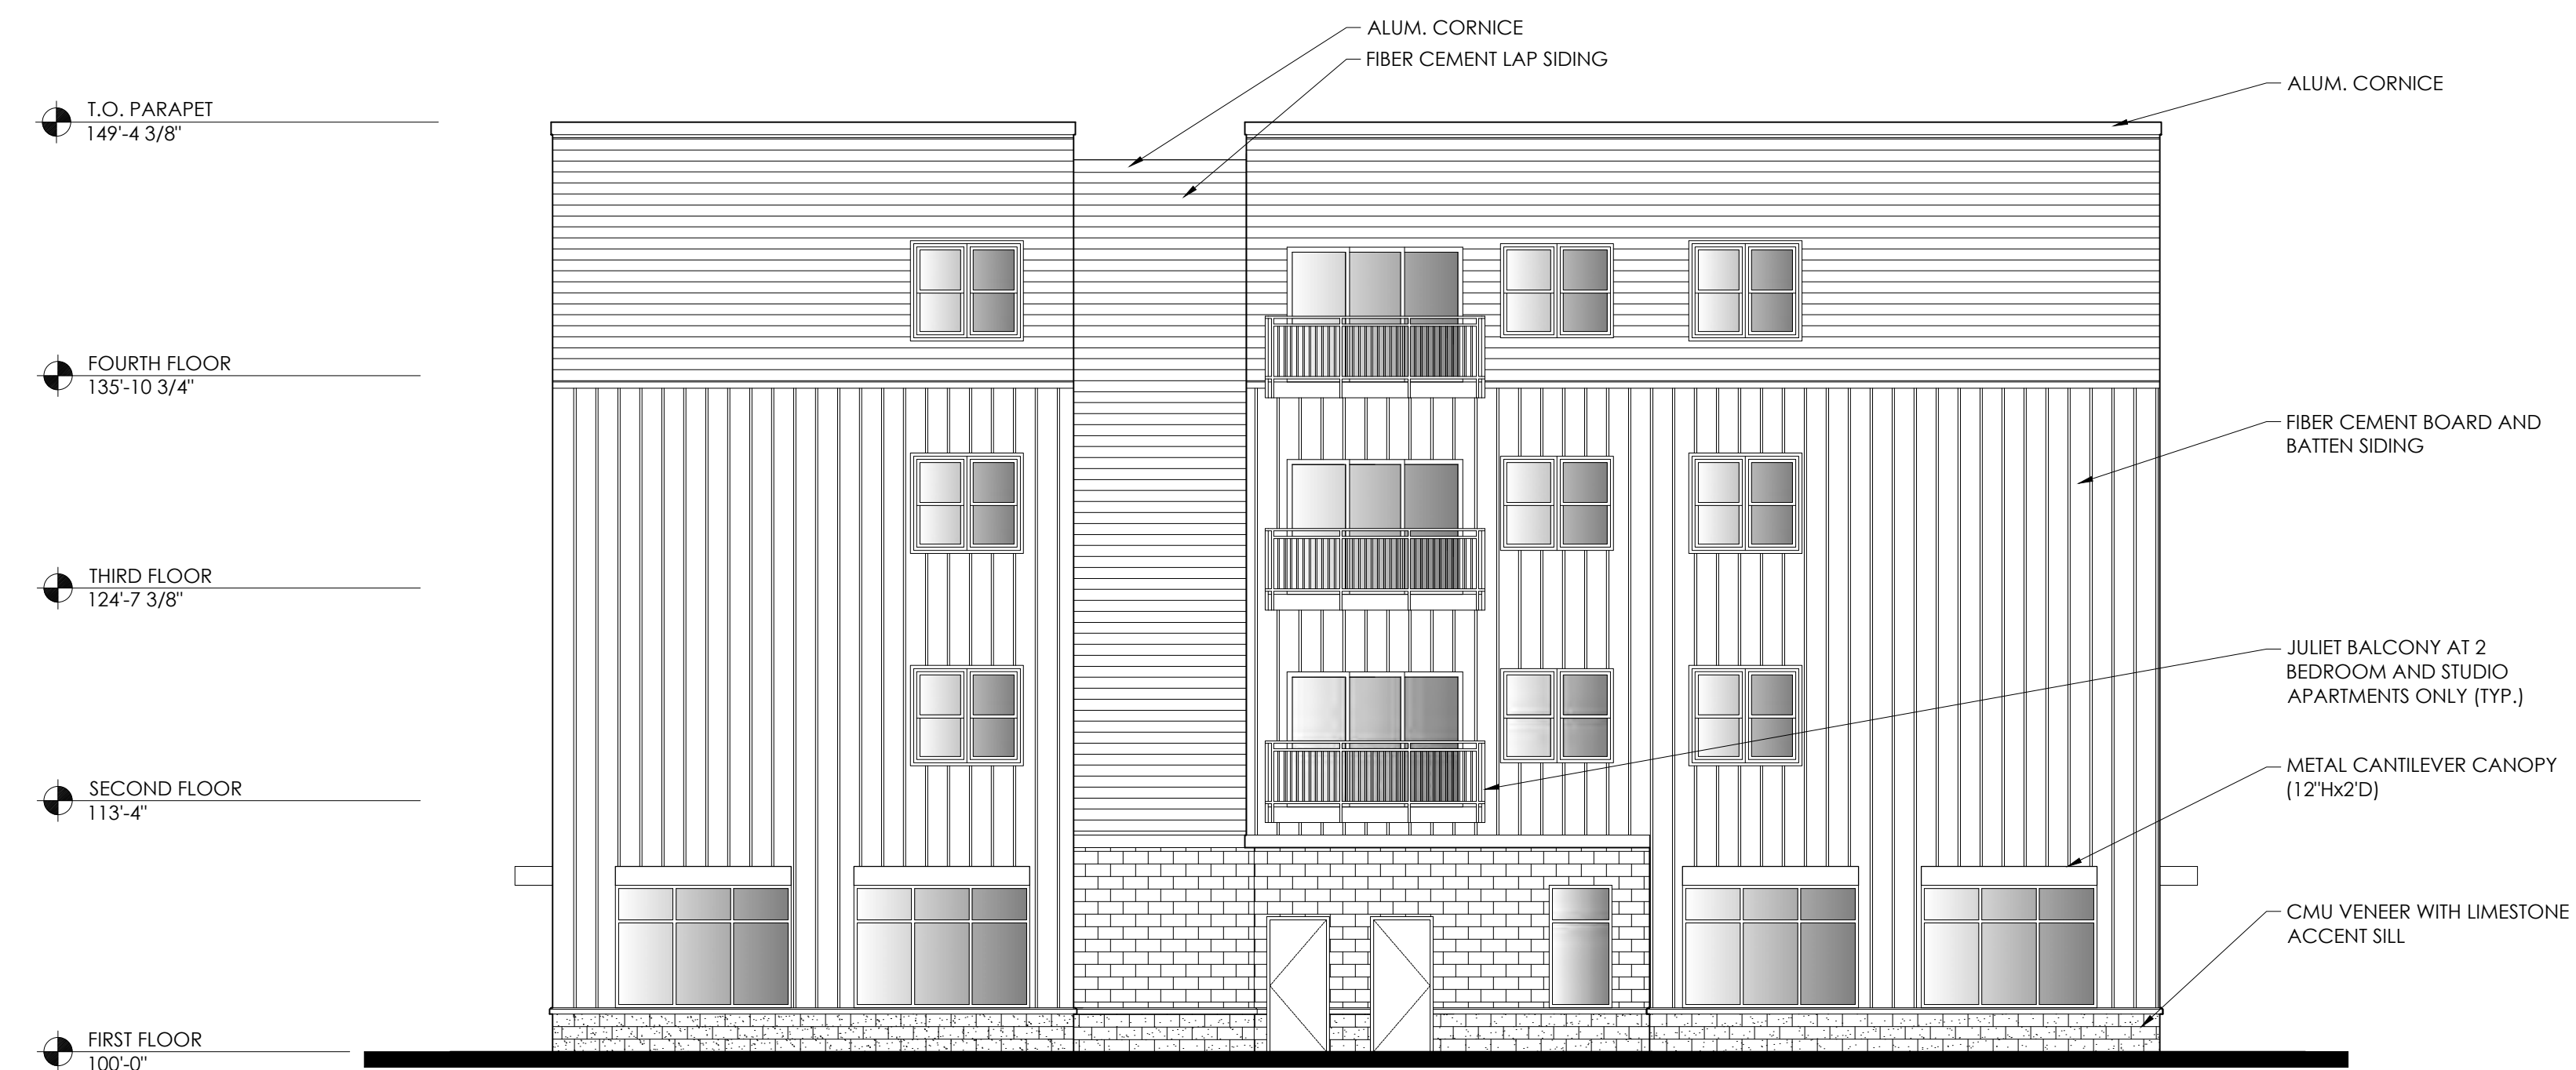 ALUM. CORNICE
FIBER CEMENT LAP SIDING
ALUM. CORNICE
T.O. PARAPET
149'-4 3/8"
FOURTH FLOOR
135'-10 3/4"
FIBER CEMENT BOARD AND
BATTEN SIDING
THIRD FLOOR
124'-7 3/8"
JULIET BALCONY AT 2
BEDROOM AND STUDIO
APARTMENTS ONLY (TYP.)
SECOND FLOOR
113'-4"
METAL CANTILEVER CANOPY
(12"Hx2'D)
CMU VENEER WITH LIMESTONE
ACCENT SILL
FIRST FLOOR
100'-0"